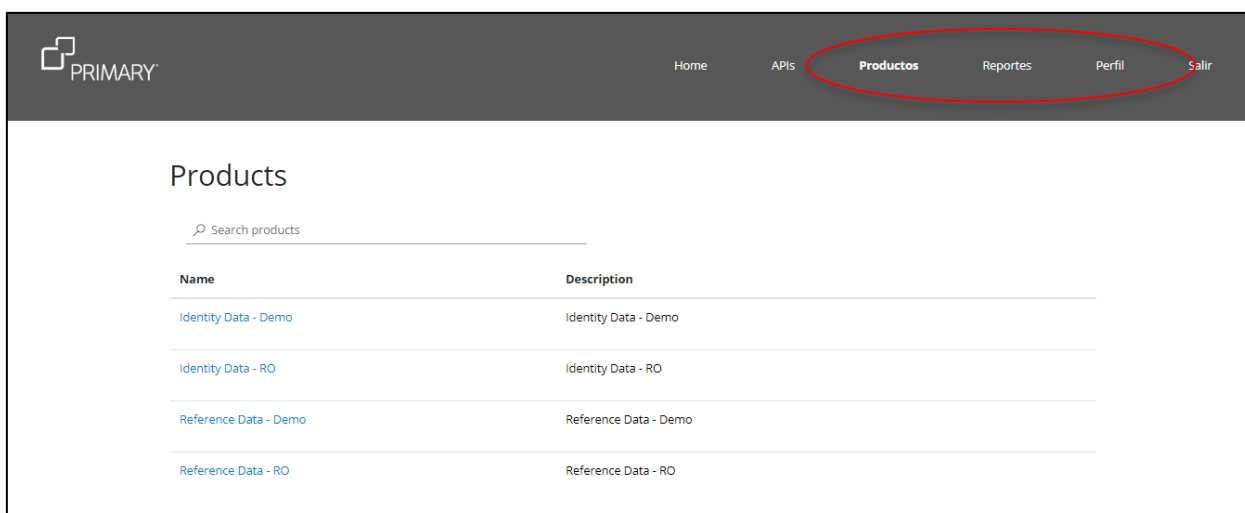 PRIMARY
Home APIs Productos Reportes Perfil Salir
Products
Search products
Name Description
Identity Data - Demo Identity Data - Demo
Identity Data - RO Identity Data - RO
Reference Data - Demo Reference Data - Demo
Reference Data - RO Reference Data - RO